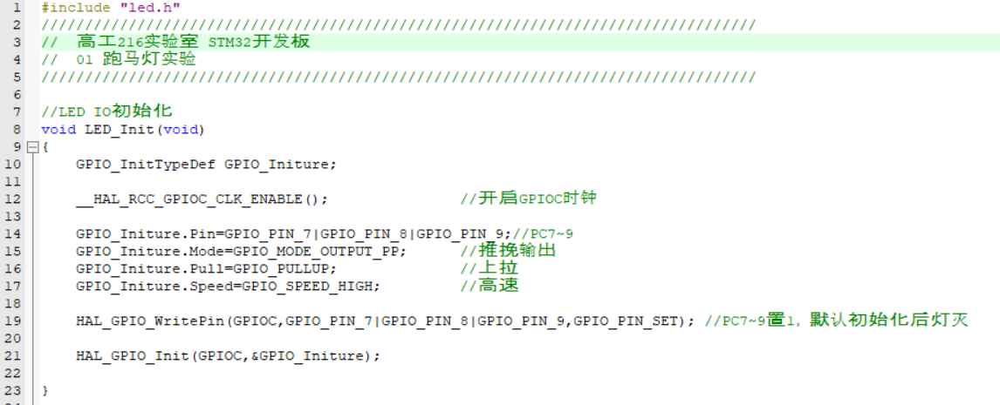 1 #include "led.h"
2 //////////////////////////////////////////////////////////////////////////////////
3 //  高工216实验室 STM32开发板
4 //  01 跑马灯实验
5 //////////////////////////////////////////////////////////////////////////////////
6
7 //LED IO初始化
8 void LED_Init(void)
9 {
10     GPIO_InitTypeDef GPIO_Initure;
11
12     __HAL_RCC_GPIOC_CLK_ENABLE();               //开启GPIOC时钟
13
14     GPIO_Initure.Pin=GPIO_PIN_7|GPIO_PIN_8|GPIO_PIN_9;//PC7~9
15     GPIO_Initure.Mode=GPIO_MODE_OUTPUT_PP;      //推挽输出
16     GPIO_Initure.Pull=GPIO_PULLUP;              //上拉
17     GPIO_Initure.Speed=GPIO_SPEED_HIGH;         //高速
18
19     HAL_GPIO_WritePin(GPIOC,GPIO_PIN_7|GPIO_PIN_8|GPIO_PIN_9,GPIO_PIN_SET); //PC7~9置1, 默认初始化后灯灭
20
21     HAL_GPIO_Init(GPIOC,&GPIO_Initure);
22
23 }